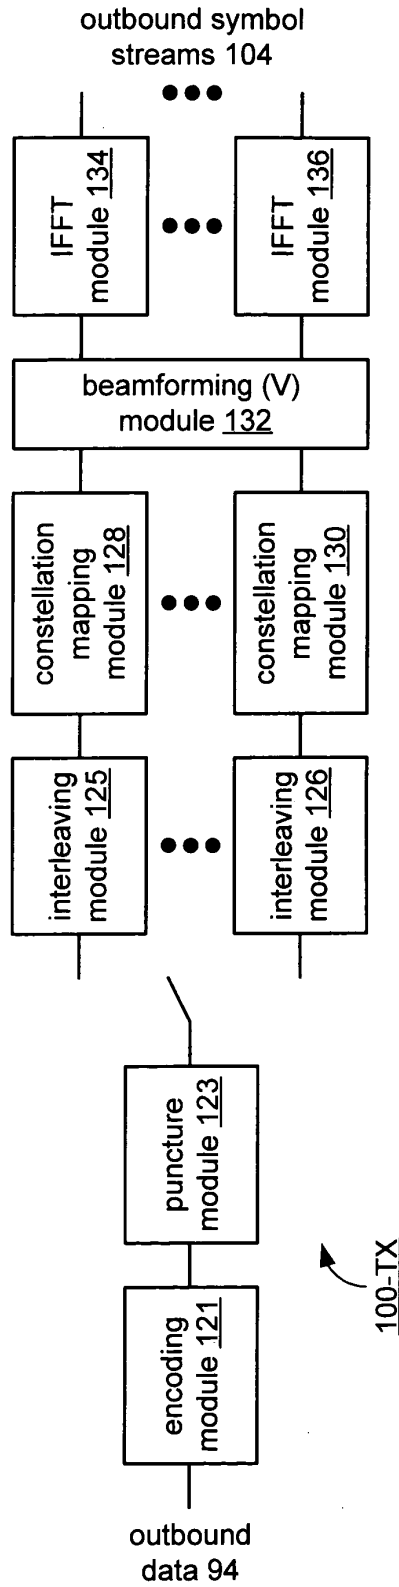 outbound
data 94
encoding
module 121
puncture
module 123
100-TX
interleaving
module 125
interleaving
module 126
constellation
mapping
module 128
constellation
mapping
module 130
beamforming (V)
module 132
IFFT
module 134
IFFT
module 136
outbound symbol
streams 104